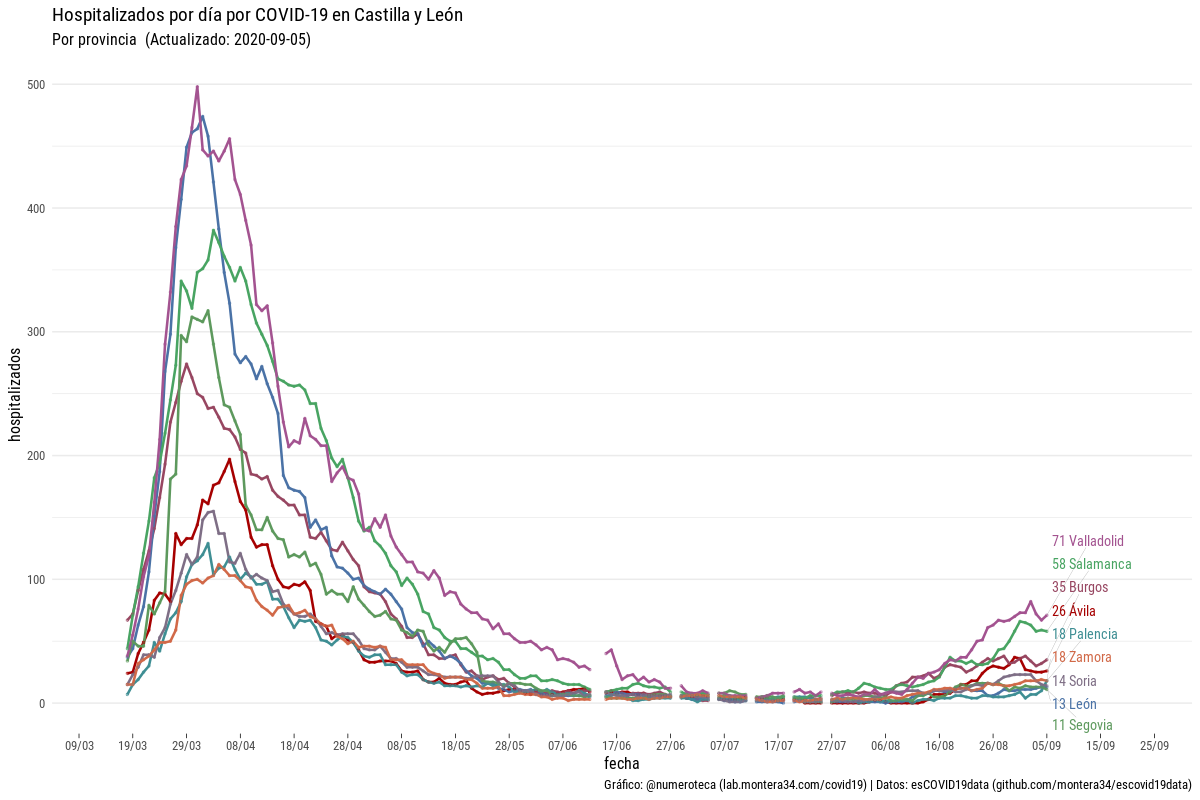 Hospitalizados por día por COVID-19 en Castilla y León
Por provincia (Actualizado: 2020-09-05)
hospitalizados
500
400
300
200
100
0
71 Valladolid
58 Salamanca
35 Burgos
26 Ávila
18 Palencia
18 Zamora
14 Soria
13 León
11 Segovia
09/03 19/03 29/03 08/04 18/04 28/04 08/05 18/05 28/05 07/06 17/06 27/06 07/07 17/07 27/07 06/08 16/08 26/08 05/09 15/09 25/09
fecha
Gráfico: @numeroteca (lab.montera34.com/covid19) | Datos: esCOVID19data (github.com/montera34/escovid19data)